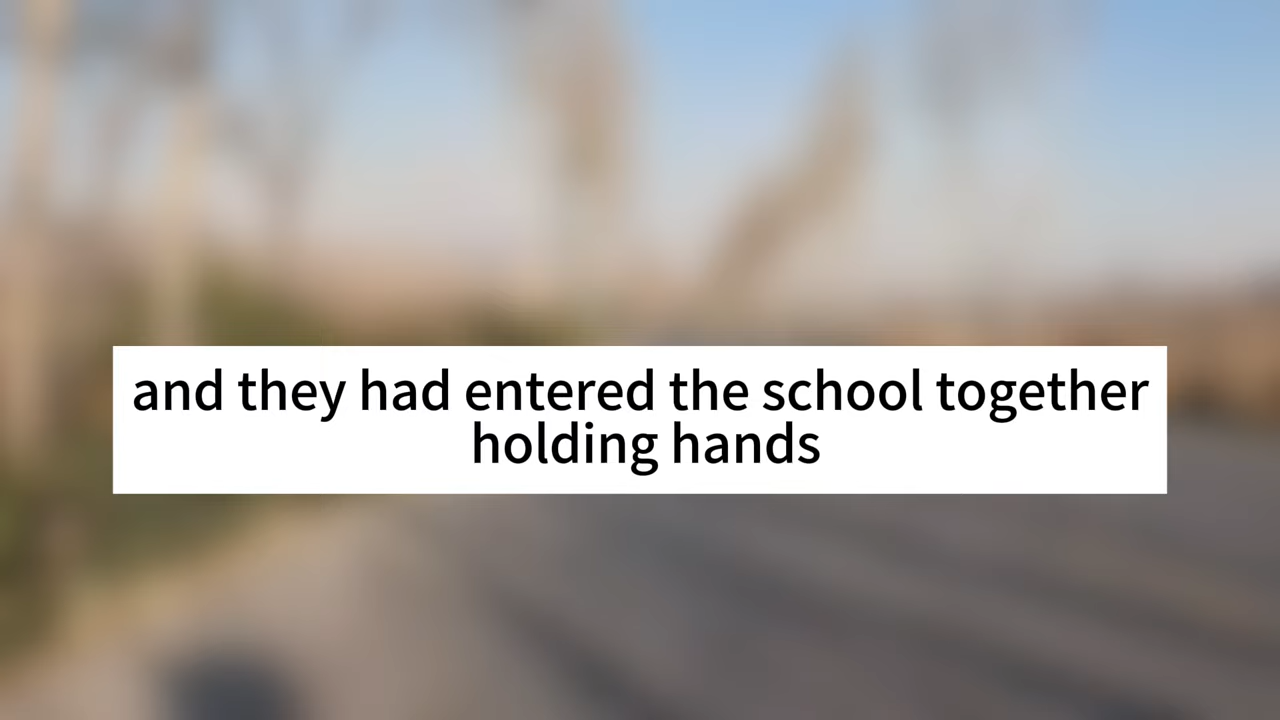 and they had entered the school together
holding hands